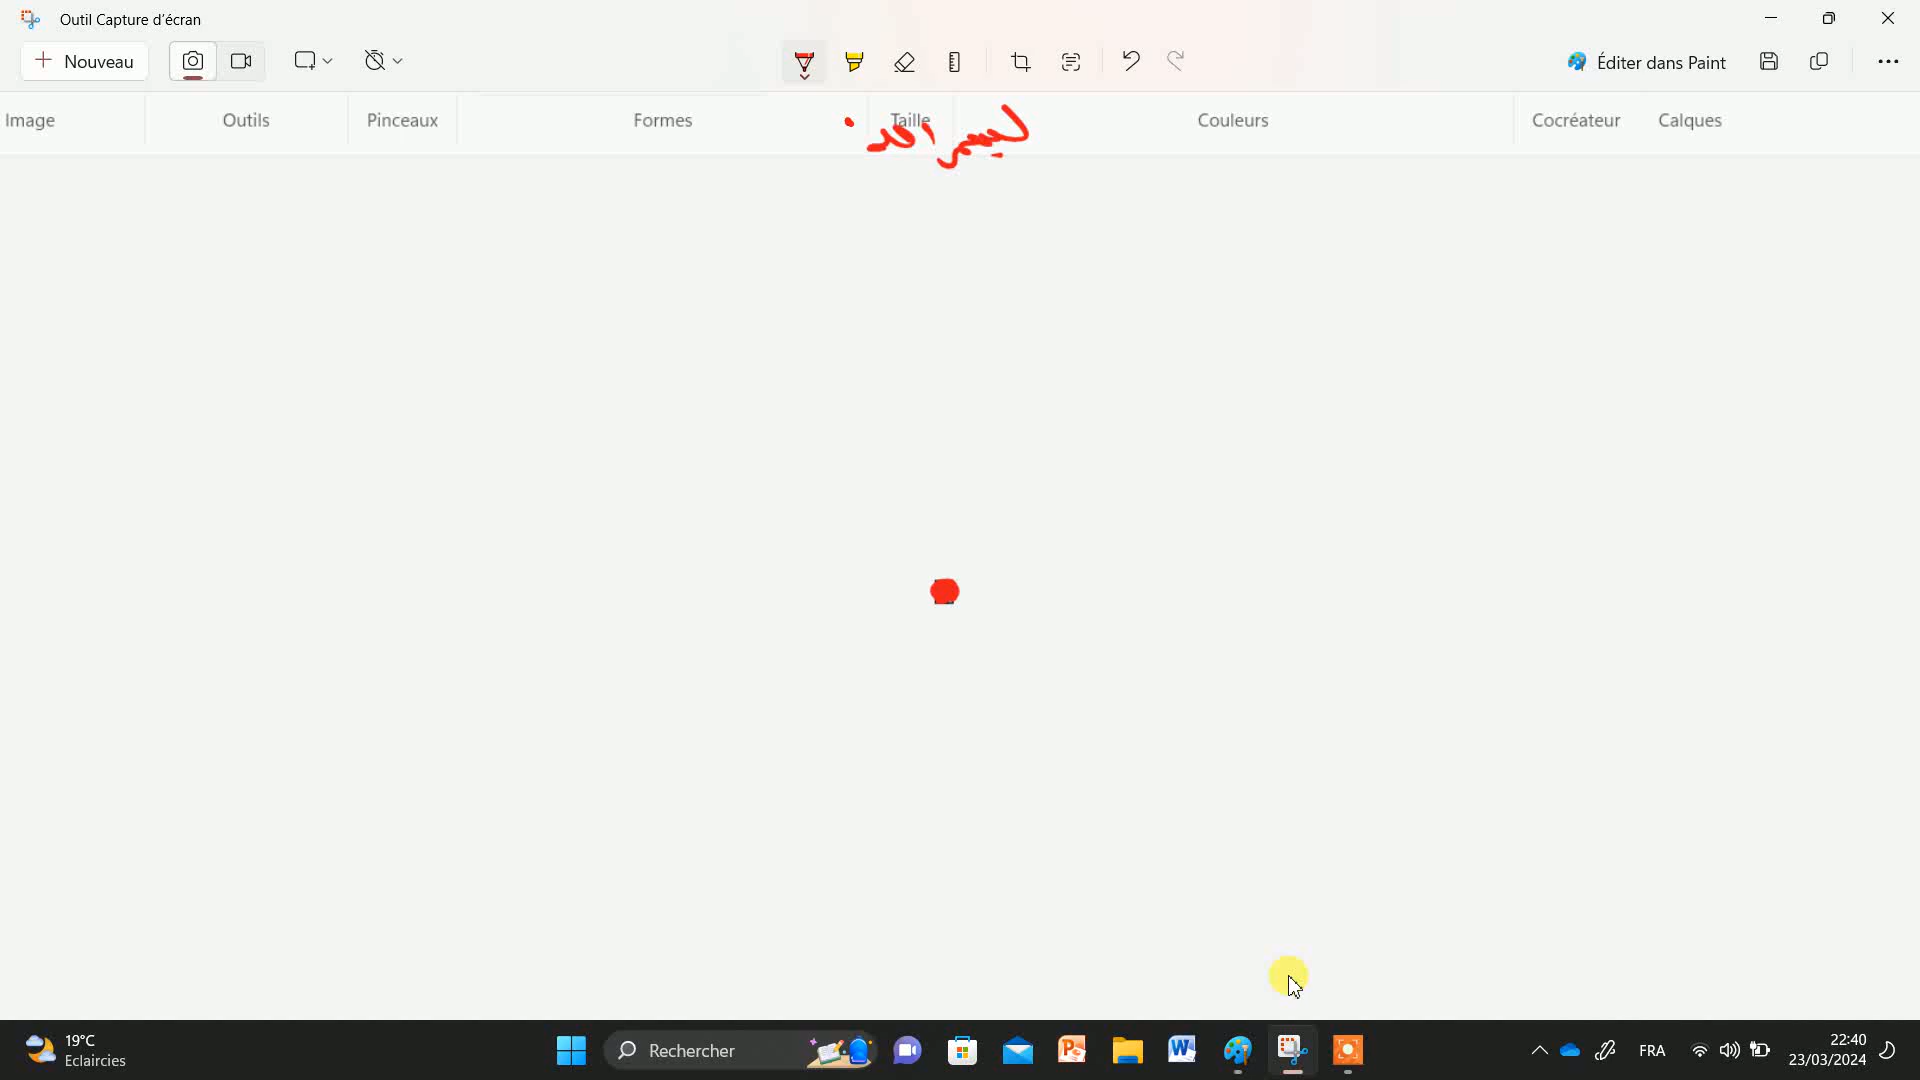 Outil Capture d'écran
Nouveau
Éditer dans Paint
Image Outils Pinceaux Formes Taille Couleurs Cocréateur Calques
19°C
Eclaircies
Rechercher
FRA
22:40
23/03/2024